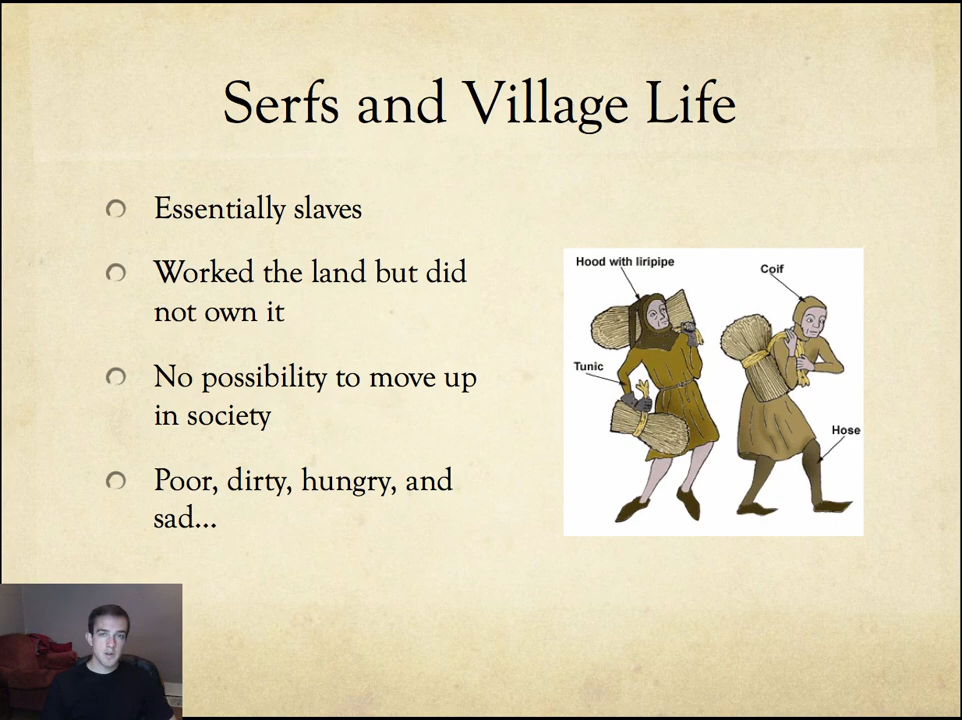 Serfs and Village Life
Essentially slaves
Worked the land but did
not own it
No possibility to move up
in society
Poor, dirty, hungry, and
sad...
Hood with liripipe
Coif
Tunic
Hose